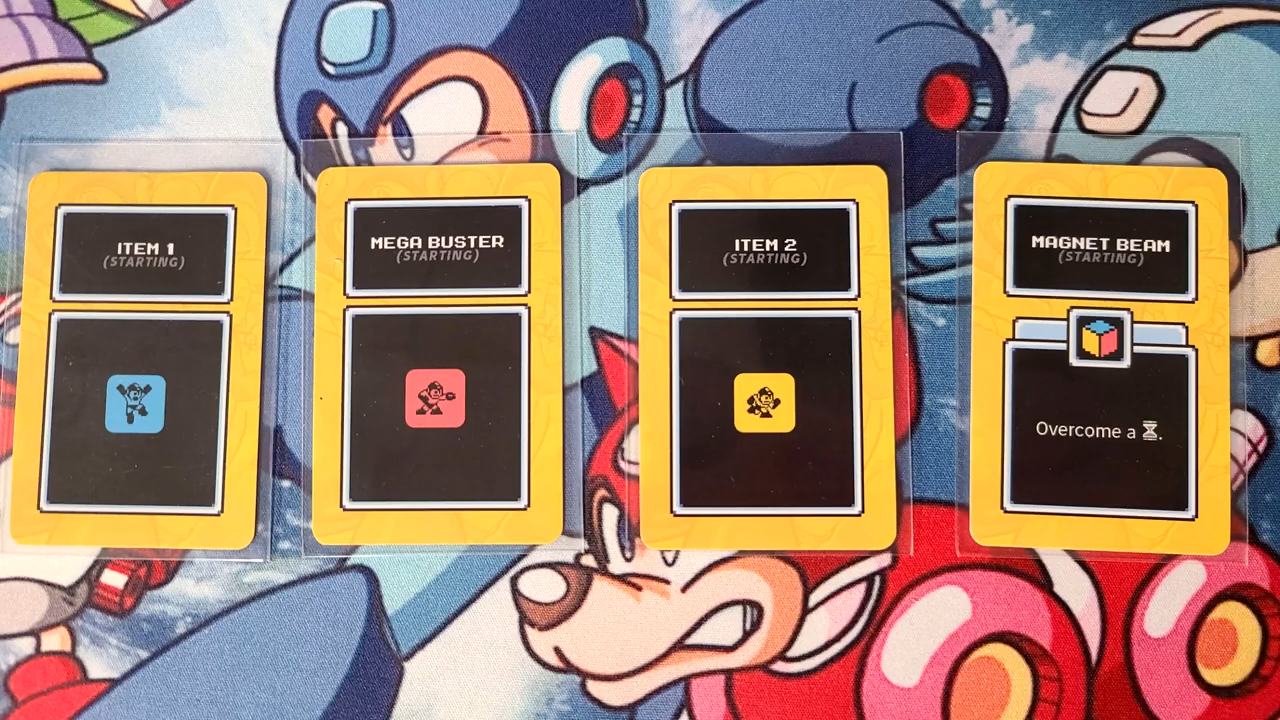 ITEM 1
(STARTING)
MEGA BUSTER
(STARTING)
ITEM 2
(STARTING)
MAGNET BEAM
(STARTING)
Overcome a ⌛.